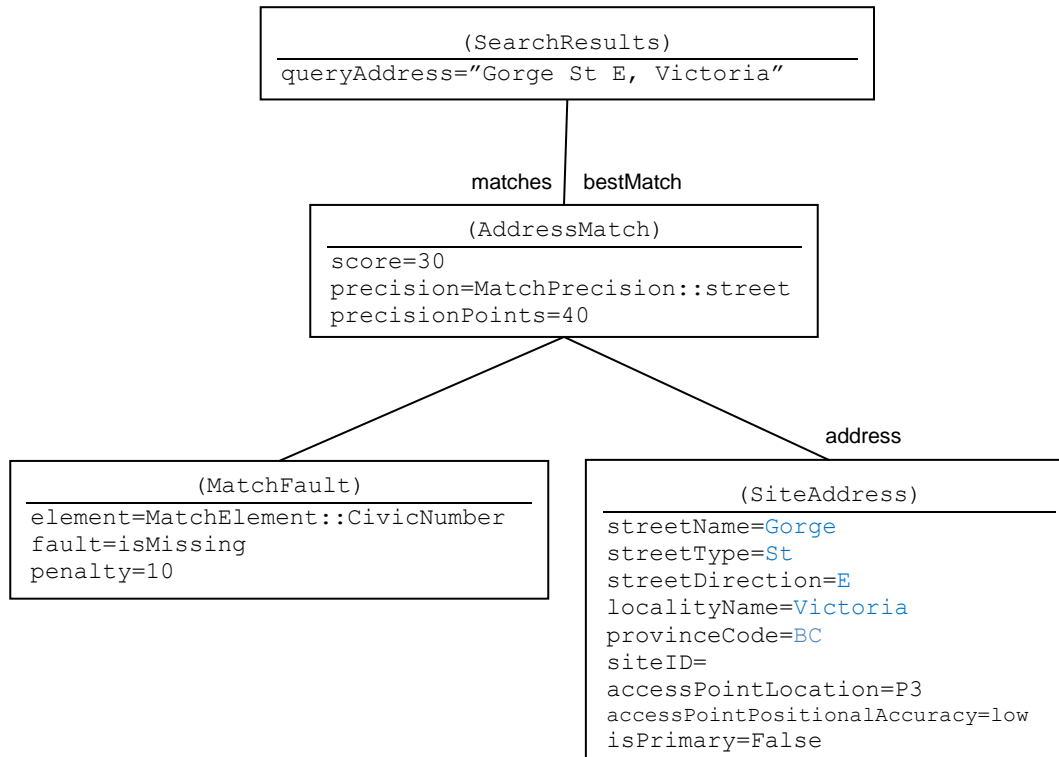 (SearchResults)
queryAddress=”Gorge St E, Victoria”
matches bestMatch
(AddressMatch)
score=30
precision=MatchPrecision::street
precisionPoints=40
address
(MatchFault)
element=MatchElement::CivicNumber
fault=isMissing
penalty=10
(SiteAddress)
streetName=Gorge
streetType=St
streetDirection=E
localityName=Victoria
provinceCode=BC
siteID=
accessPointLocation=P3
accessPointPositionalAccuracy=low
isPrimary=False